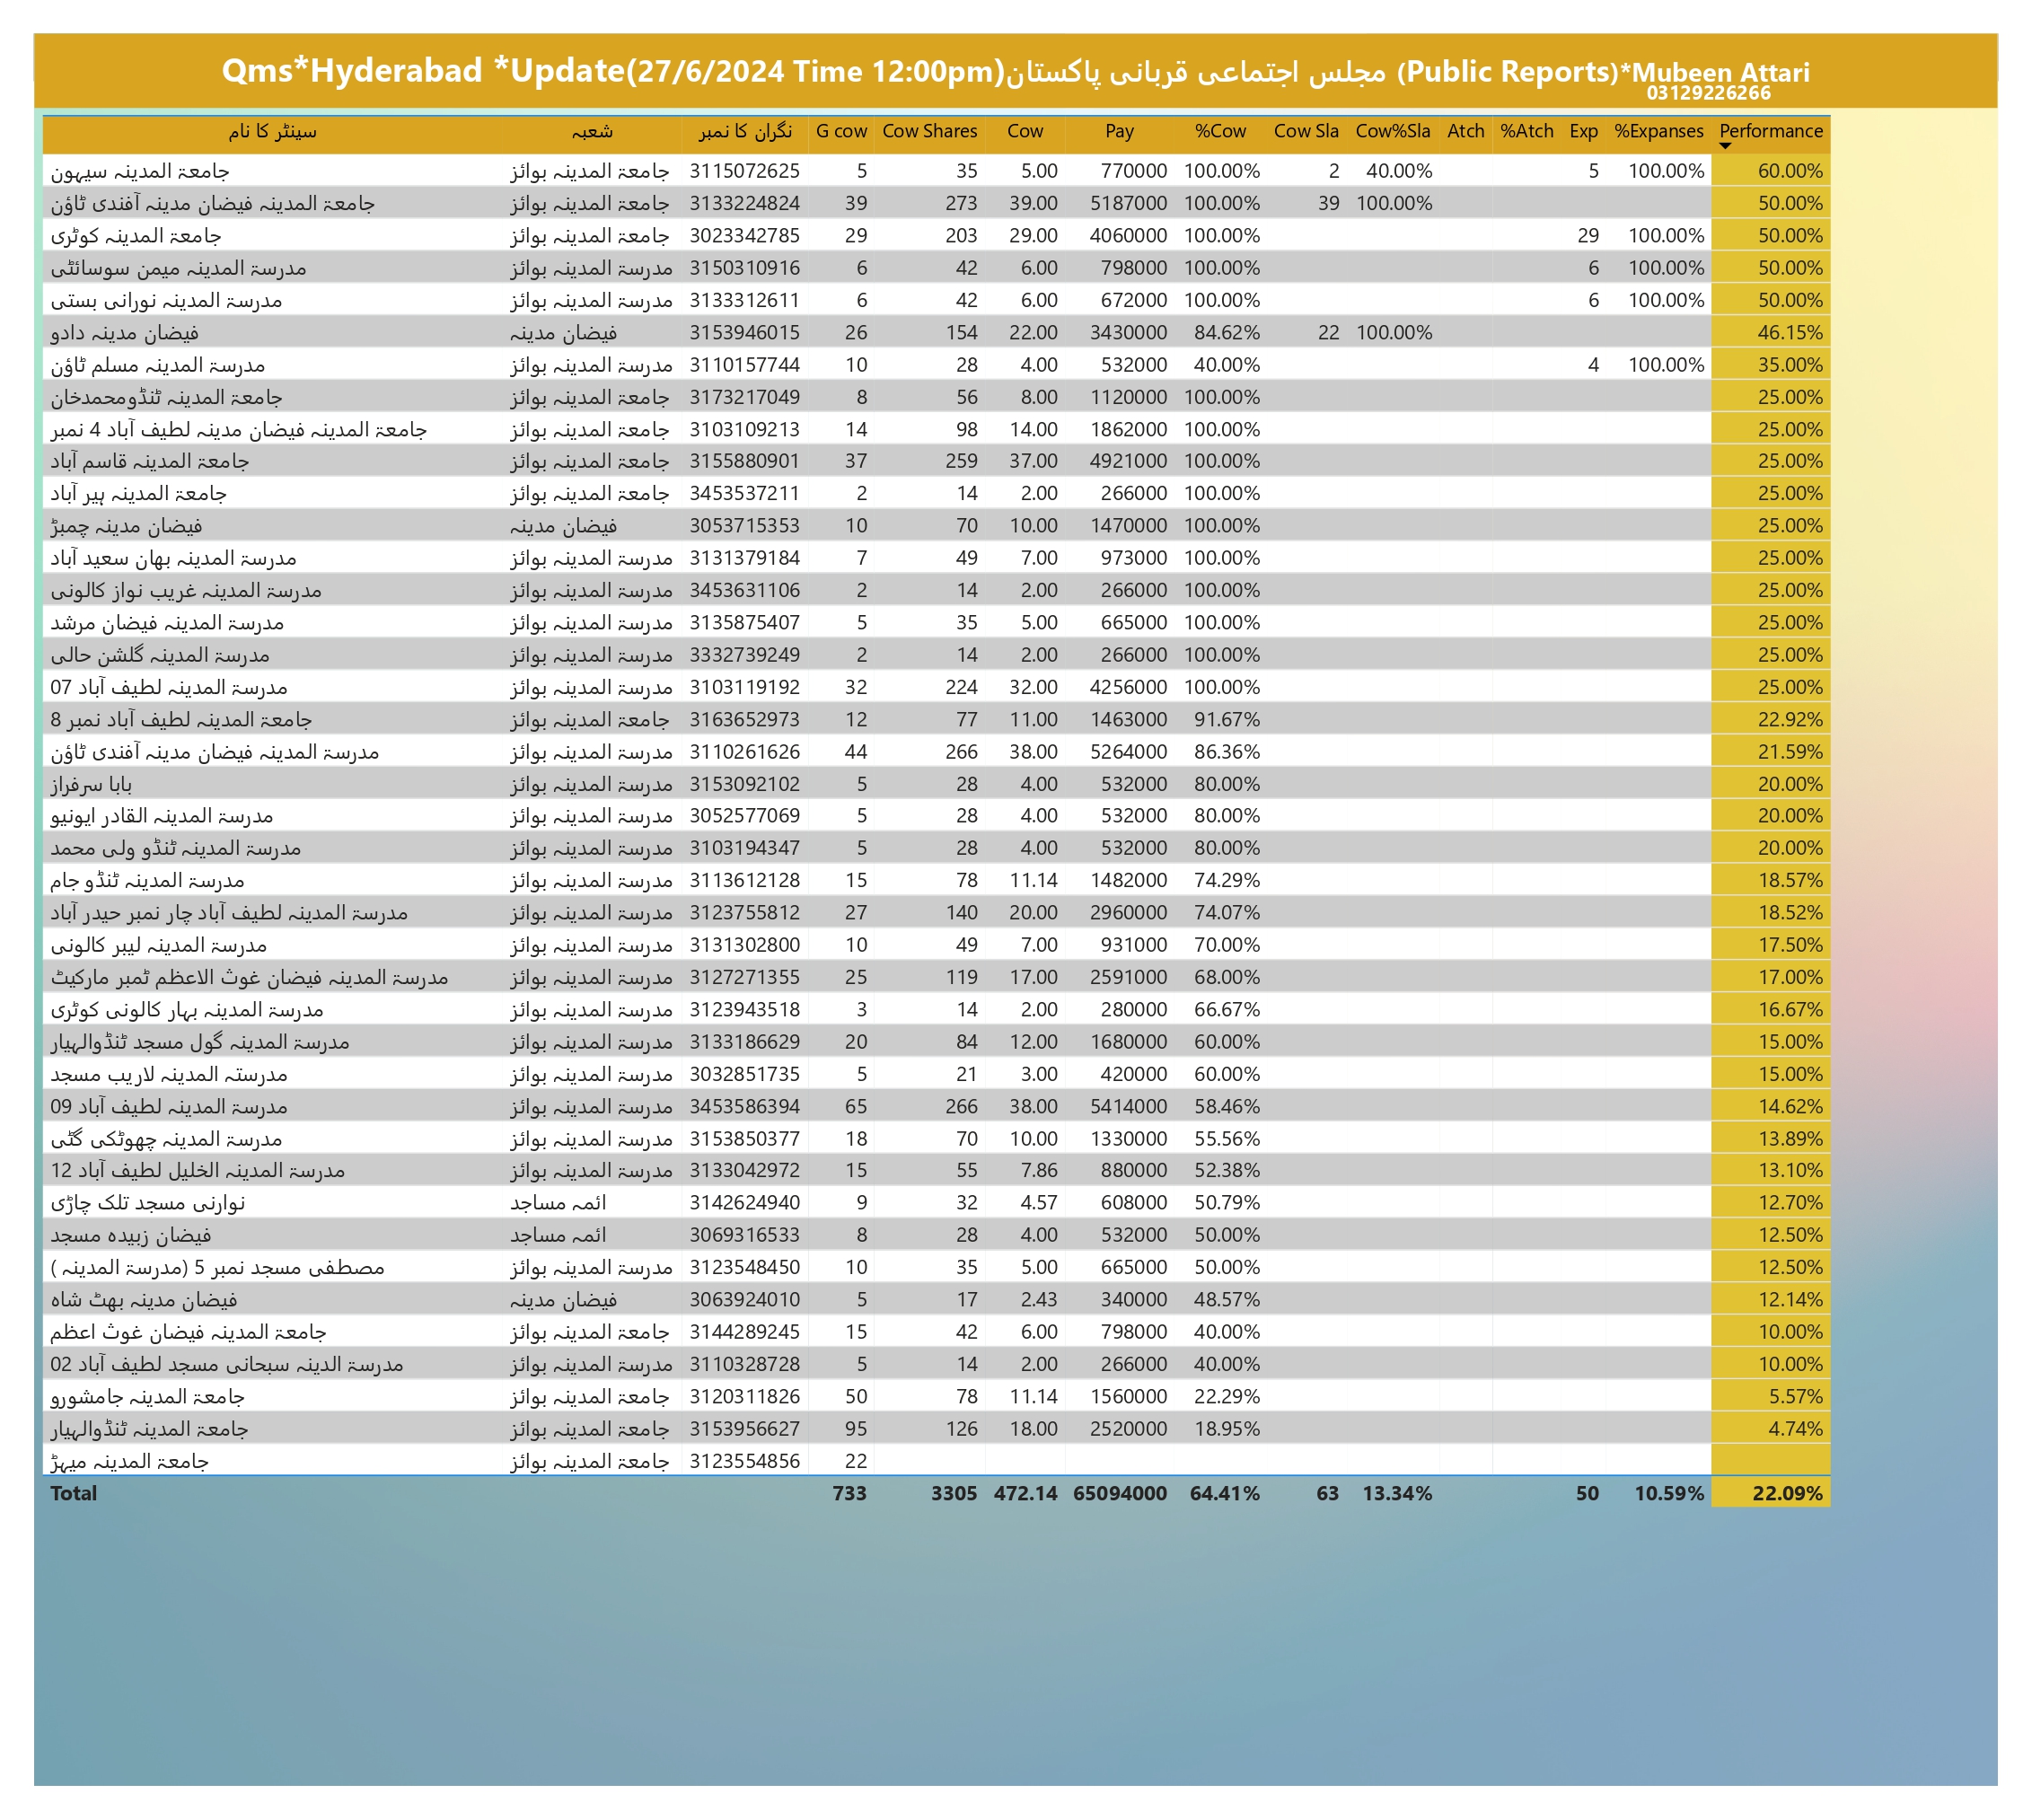 Qms*Hyderabad *Update(27/6/2024 Time 12:00pm)مجلس اجتماعی قربانی پاکستان (Public Reports)*Mubeen Attari
03129226266
سینٹر کا نام شعبہ نگران کا نمبر G cow Cow Shares Cow Pay %Cow Cow Sla Cow%Sla Atch %Atch Exp %Expanses Performance
جامعۃ المدینہ سیہون جامعۃ المدینہ بوائز 3115072625 5 35 5.00 770000 100.00% 2 40.00% 5 100.00% 60.00%
جامعۃ المدینہ فیضان مدینہ آفندی ٹاؤن جامعۃ المدینہ بوائز 3133224824 39 273 39.00 5187000 100.00% 39 100.00% 50.00%
جامعۃ المدینہ کوٹری جامعۃ المدینہ بوائز 3023342785 29 203 29.00 4060000 100.00% 29 100.00% 50.00%
مدرسۃ المدینہ میمن سوسائٹی مدرسۃ المدینہ بوائز 3150310916 6 42 6.00 798000 100.00% 6 100.00% 50.00%
مدرسۃ المدینہ نورانی بستی مدرسۃ المدینہ بوائز 3133312611 6 42 6.00 672000 100.00% 6 100.00% 50.00%
فیضان مدینہ دادو فیضان مدینہ 3153946015 26 154 22.00 3430000 84.62% 22 100.00% 46.15%
مدرسۃ المدینہ مسلم ٹاؤن مدرسۃ المدینہ بوائز 3110157744 10 28 4.00 532000 40.00% 4 100.00% 35.00%
جامعۃ المدینہ ٹنڈومحمدخان جامعۃ المدینہ بوائز 3173217049 8 56 8.00 1120000 100.00% 25.00%
جامعۃ المدینہ فیضان مدینہ لطیف آباد 4 نمبر جامعۃ المدینہ بوائز 3103109213 14 98 14.00 1862000 100.00% 25.00%
جامعۃ المدینہ قاسم آباد جامعۃ المدینہ بوائز 3155880901 37 259 37.00 4921000 100.00% 25.00%
جامعۃ المدینہ ہیر آباد جامعۃ المدینہ بوائز 3453537211 2 14 2.00 266000 100.00% 25.00%
فیضان مدینہ چمبڑ فیضان مدینہ 3053715353 10 70 10.00 1470000 100.00% 25.00%
مدرسۃ المدینہ بھان سعید آباد مدرسۃ المدینہ بوائز 3131379184 7 49 7.00 973000 100.00% 25.00%
مدرسۃ المدینہ غریب نواز کالونی مدرسۃ المدینہ بوائز 3453631106 2 14 2.00 266000 100.00% 25.00%
مدرسۃ المدینہ فیضان مرشد مدرسۃ المدینہ بوائز 3135875407 5 35 5.00 665000 100.00% 25.00%
مدرسۃ المدینہ گلشن حالی مدرسۃ المدینہ بوائز 3332739249 2 14 2.00 266000 100.00% 25.00%
مدرسۃ المدینہ لطیف آباد 07 مدرسۃ المدینہ بوائز 3103119192 32 224 32.00 4256000 100.00% 25.00%
جامعۃ المدینہ لطیف آباد نمبر 8 جامعۃ المدینہ بوائز 3163652973 12 77 11.00 1463000 91.67% 22.92%
مدرسۃ المدینہ فیضان مدینہ آفندی ٹاؤن مدرسۃ المدینہ بوائز 3110261626 44 266 38.00 5264000 86.36% 21.59%
بابا سرفراز مدرسۃ المدینہ بوائز 3153092102 5 28 4.00 532000 80.00% 20.00%
مدرسۃ المدینہ القادر ایونیو مدرسۃ المدینہ بوائز 3052577069 5 28 4.00 532000 80.00% 20.00%
مدرسۃ المدینہ ٹنڈو ولی محمد مدرسۃ المدینہ بوائز 3103194347 5 28 4.00 532000 80.00% 20.00%
مدرسۃ المدینہ ٹنڈو جام مدرسۃ المدینہ بوائز 3113612128 15 78 11.14 1482000 74.29% 18.57%
مدرسۃ المدینہ لطیف آباد چار نمبر حیدر آباد مدرسۃ المدینہ بوائز 3123755812 27 140 20.00 2960000 74.07% 18.52%
مدرسۃ المدینہ لیبر کالونی مدرسۃ المدینہ بوائز 3131302800 10 49 7.00 931000 70.00% 17.50%
مدرسۃ المدینہ فیضان غوث الاعظم ٹمبر مارکیٹ مدرسۃ المدینہ بوائز 3127271355 25 119 17.00 2591000 68.00% 17.00%
مدرسۃ المدینہ بہار کالونی کوٹری مدرسۃ المدینہ بوائز 3123943518 3 14 2.00 280000 66.67% 16.67%
مدرسۃ المدینہ گول مسجد ٹنڈوالہیار مدرسۃ المدینہ بوائز 3133186629 20 84 12.00 1680000 60.00% 15.00%
مدرستہ المدینہ لاریب مسجد مدرسۃ المدینہ بوائز 3032851735 5 21 3.00 420000 60.00% 15.00%
مدرسۃ المدینہ لطیف آباد 09 مدرسۃ المدینہ بوائز 3453586394 65 266 38.00 5414000 58.46% 14.62%
مدرسۃ المدینہ چھوٹکی گٹی مدرسۃ المدینہ بوائز 3153850377 18 70 10.00 1330000 55.56% 13.89%
مدرسۃ المدینہ الخلیل لطیف آباد 12 مدرسۃ المدینہ بوائز 3133042972 15 55 7.86 880000 52.38% 13.10%
نوارنی مسجد تلک چاڑی ائمہ مساجد 3142624940 9 32 4.57 608000 50.79% 12.70%
فیضان زبیدہ مسجد ائمہ مساجد 3069316533 8 28 4.00 532000 50.00% 12.50%
مصطفی مسجد نمبر 5 (مدرسۃ المدینہ ) مدرسۃ المدینہ بوائز 3123548450 10 35 5.00 665000 50.00% 12.50%
فیضان مدینہ بھٹ شاہ فیضان مدینہ 3063924010 5 17 2.43 340000 48.57% 12.14%
جامعۃ المدینہ فیضان غوث اعظم جامعۃ المدینہ بوائز 3144289245 15 42 6.00 798000 40.00% 10.00%
مدرسۃ الدینہ سبحانی مسجد لطیف آباد 02 مدرسۃ المدینہ بوائز 3110328728 5 14 2.00 266000 40.00% 10.00%
جامعۃ المدینہ جامشورو جامعۃ المدینہ بوائز 3120311826 50 78 11.14 1560000 22.29% 5.57%
جامعۃ المدینہ ٹنڈوالہیار جامعۃ المدینہ بوائز 3153956627 95 126 18.00 2520000 18.95% 4.74%
جامعۃ المدینہ میہڑ جامعۃ المدینہ بوائز 3123554856 22
Total 733 3305 472.14 65094000 64.41% 63 13.34% 50 10.59% 22.09%